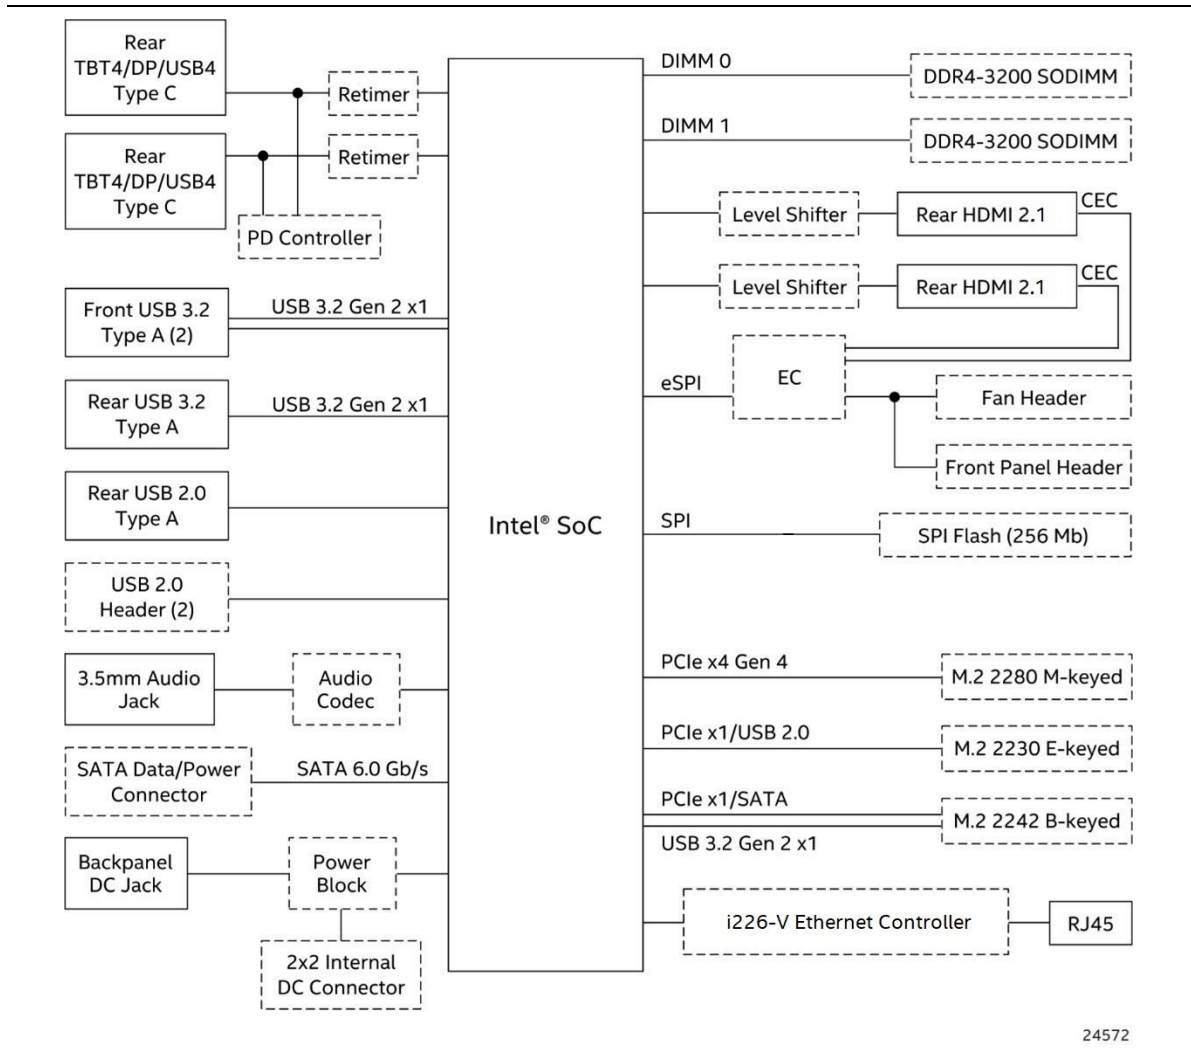 Rear
TBT4/DP/USB4
Type C
Retimer
Rear
TBT4/DP/USB4
Type C
Retimer
PD Controller
Front USB 3.2
Type A (2)
USB 3.2 Gen 2 x1
Rear USB 3.2
Type A
USB 3.2 Gen 2 x1
Rear USB 2.0
Type A
USB 2.0
Header (2)
3.5mm Audio
Jack
Audio
Codec
SATA Data/Power
Connector
SATA 6.0 Gb/s
Backpanel
DC Jack
Power
Block
2x2 Internal
DC Connector
Intel® SoC
DIMM 0
DDR4-3200 SODIMM
DIMM 1
DDR4-3200 SODIMM
Level Shifter
Rear HDMI 2.1
CEC
Level Shifter
Rear HDMI 2.1
CEC
eSPI
EC
Fan Header
Front Panel Header
SPI
SPI Flash (256 Mb)
PCIe x4 Gen 4
M.2 2280 M-keyed
PCIe x1/USB 2.0
M.2 2230 E-keyed
PCIe x1/SATA
M.2 2242 B-keyed
USB 3.2 Gen 2 x1
i226-V Ethernet Controller
RJ45
24572